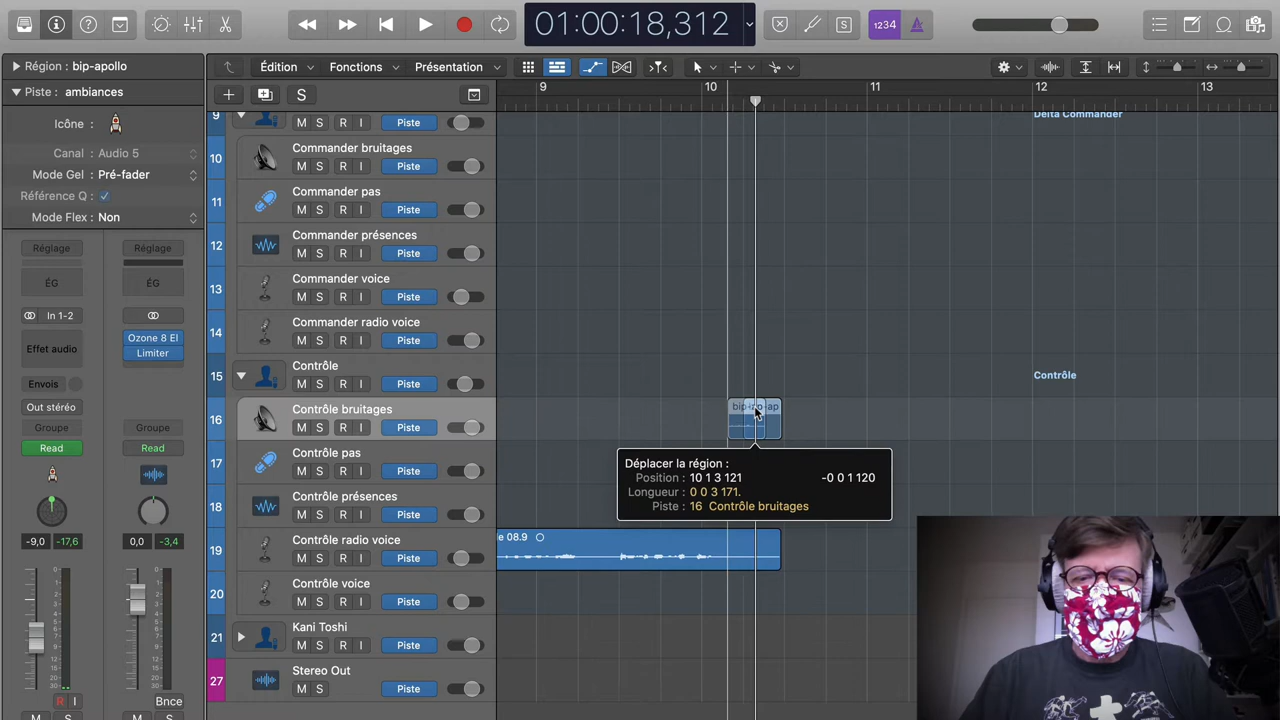 01:00:18,312
S
1234
Région : bip-apollo
Édition
Fonctions
Présentation
Piste : ambiances
S
9 10 11 12 13
Icône :
Canal : Audio 5
Mode Gel : Pré-fader
Référence Q :
Mode Flex : Non
Réglage Réglage
ÉG ÉG
In 1-2
Effet audio
Ozone 8 El
Limiter
Envois
Out stéréo
Groupe Groupe
Read Read
-9,0 -17,6 0,0 -3,4
R I Bnce
M S M S
9 M S R I Piste
Delta Commander
10 Commander bruitages
M S R I Piste
11 Commander pas
M S R I Piste
12 Commander présences
M S R I Piste
13 Commander voice
M S R I Piste
14 Commander radio voice
M S R I Piste
15 Contrôle
M S R I Piste
Contrôle
16 Contrôle bruitages
M S R I Piste
17 Contrôle pas
M S R I Piste
18 Contrôle présences
M S R I Piste
19 Contrôle radio voice
M S R I Piste
e 08.9
20 Contrôle voice
M S R I Piste
21 Kani Toshi
M S R I Piste
27 Stereo Out
M S Piste
Déplacer la région :
Position : 10 1 3 121 -0 0 1 120
Longueur : 0 0 3 171.
Piste : 16 Contrôle bruitages